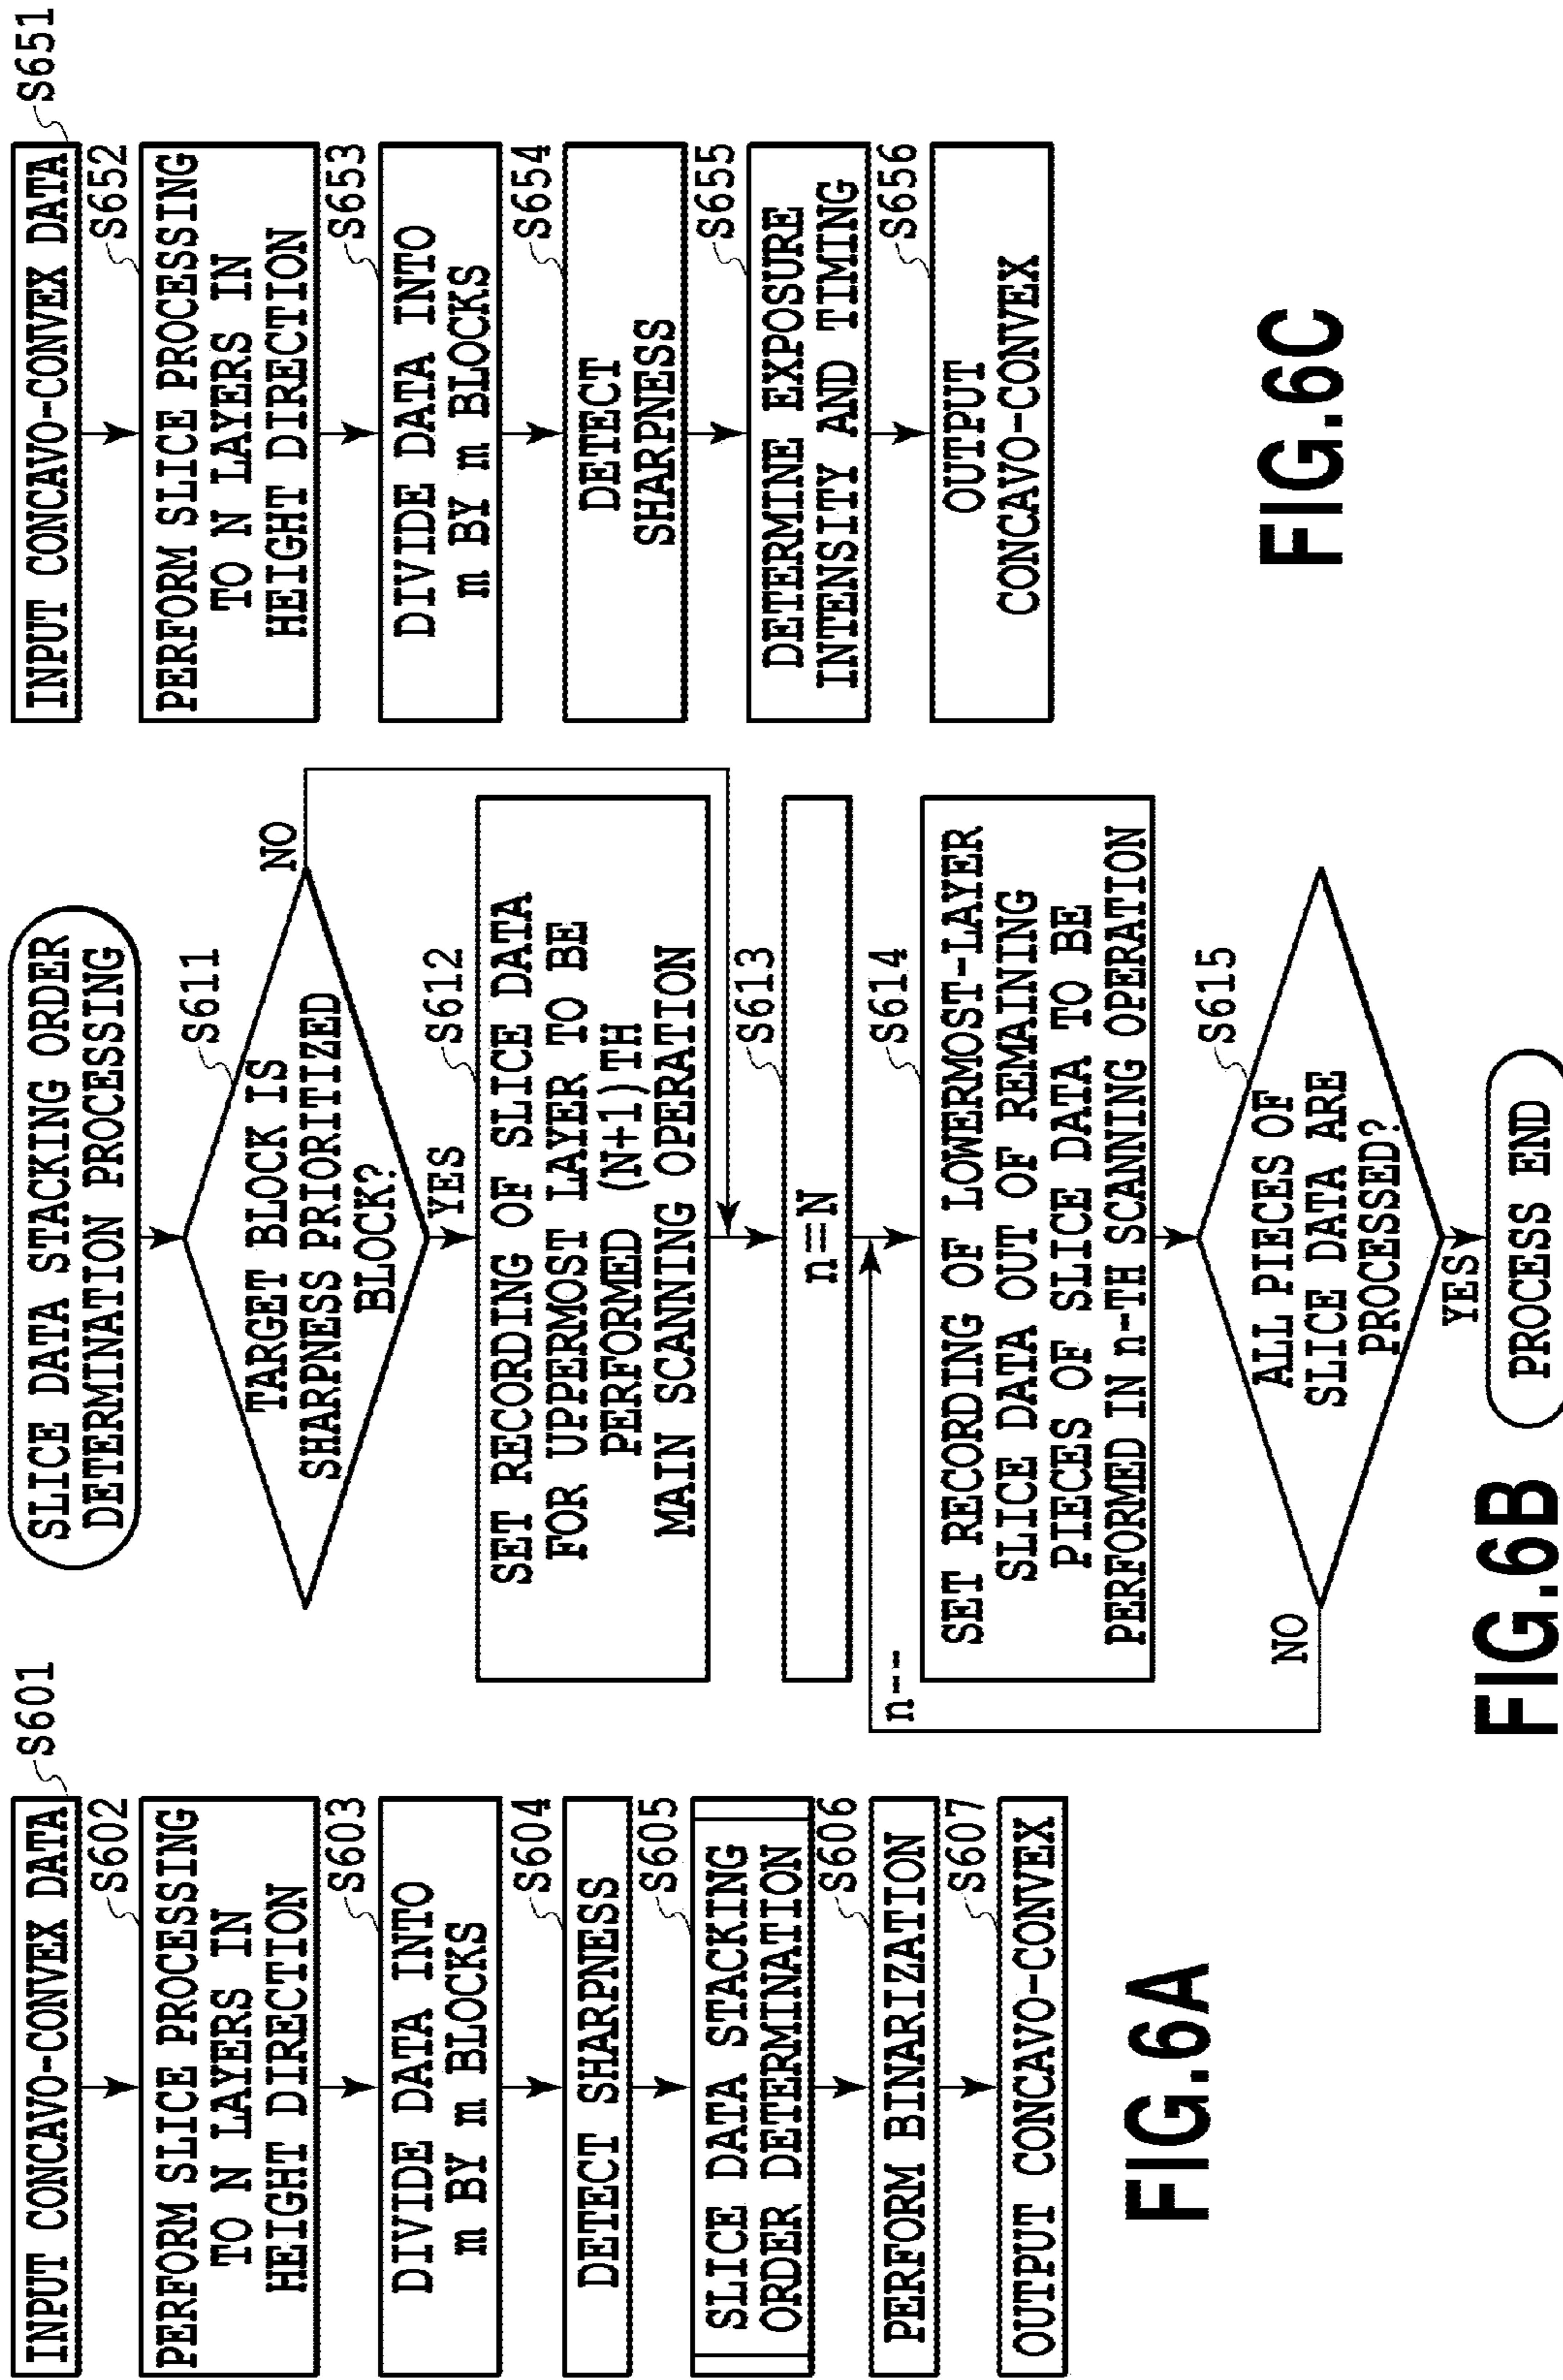 INPUT CONCAVO-CONVEX DATA
S601
PERFORM SLICE PROCESSING
TO N LAYERS IN
HEIGHT DIRECTION
S602
DIVIDE DATA INTO
m BY m BLOCKS
S603
DETECT SHARPNESS
S604
SLICE DATA STACKING
ORDER DETERMINATION
S605
PERFORM BINARIZATION
S606
OUTPUT CONCAVO-CONVEX
S607
FIG.6A
SLICE DATA STACKING ORDER
DETERMINATION PROCESSING
S611
TARGET BLOCK IS
SHARPNESS PRIORITIZED
BLOCK?
NO
YES
S612
SET RECORDING OF SLICE DATA
FOR UPPERMOST LAYER TO BE
PERFORMED (N+1)TH
MAIN SCANNING OPERATION
S613
n=N
n--
S614
SET RECORDING OF LOWERMOST-LAYER
SLICE DATA OUT OF REMAINING
PIECES OF SLICE DATA TO BE
PERFORMED IN n-TH SCANNING OPERATION
S615
ALL PIECES OF
SLICE DATA ARE
PROCESSED?
NO
YES
PROCESS END
FIG.6B
INPUT CONCAVO-CONVEX DATA
S651
PERFORM SLICE PROCESSING
TO N LAYERS IN
HEIGHT DIRECTION
S652
DIVIDE DATA INTO
m BY m BLOCKS
S653
DETECT
SHARPNESS
S654
DETERMINE EXPOSURE
INTENSITY AND TIMING
S655
OUTPUT
CONCAVO-CONVEX
S656
FIG.6C